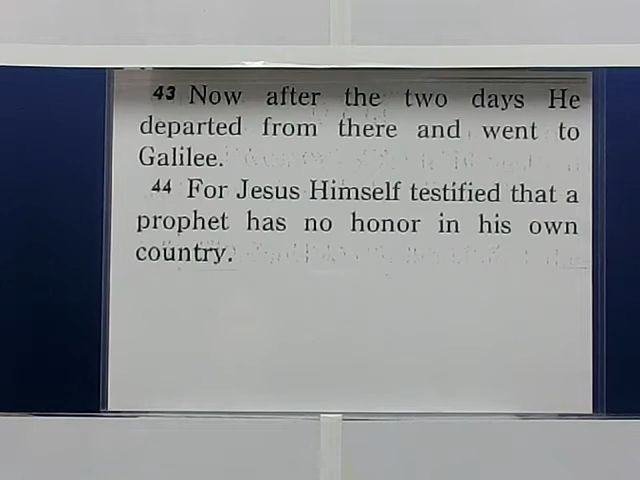 43 Now after the two days He
departed from there and went to
Galilee.
44 For Jesus Himself testified that a
prophet has no honor in his own
country.